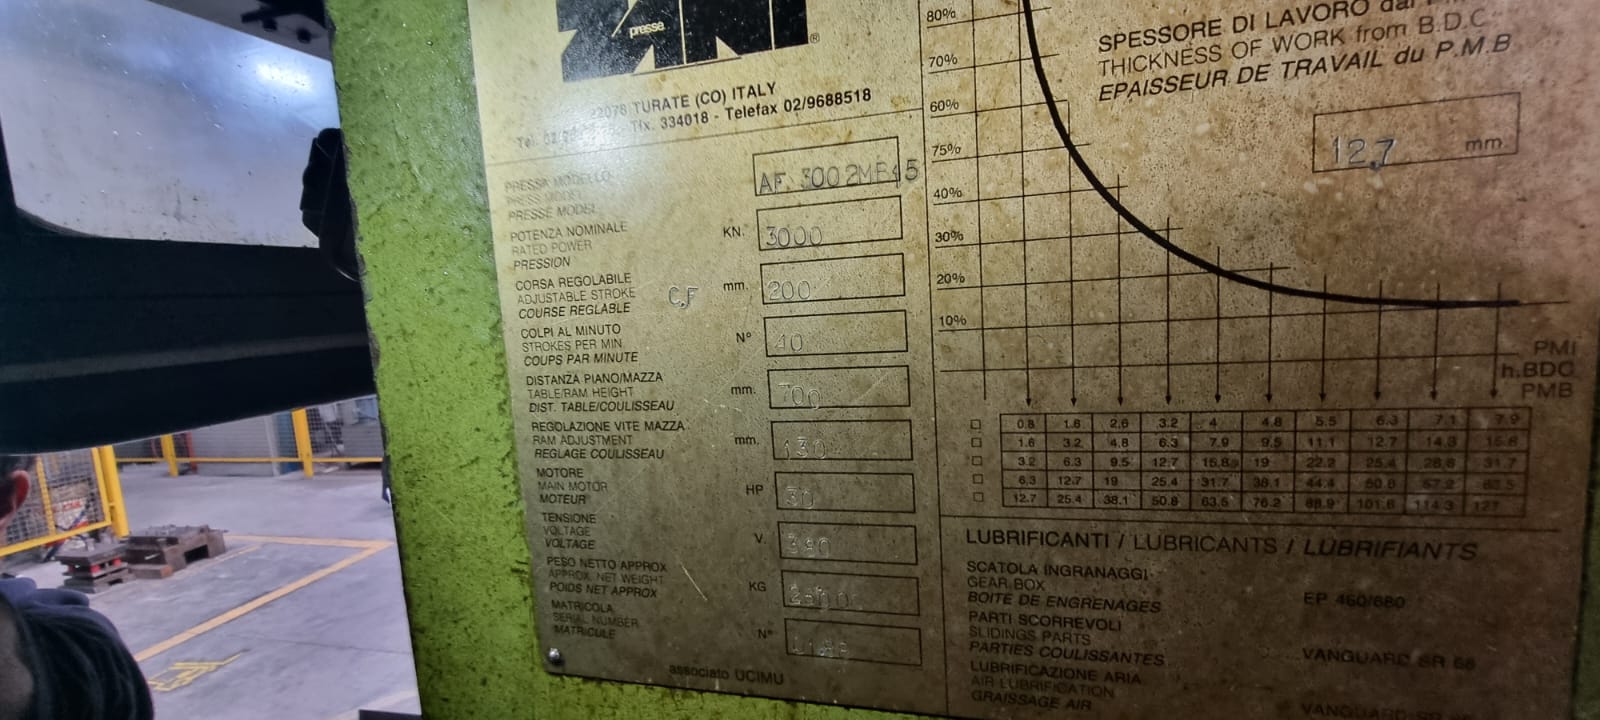 presse
®
22078 TURATE (CO) ITALY
Tfx. 334018 - Telefax 02/9688518
PRESSA MODELLO
PRESS MODEL
PRESSE MODEL
AF. 3002MB45
POTENZA NOMINALE
RATED POWER
PRESSION
KN. 3000
CORSA REGOLABILE
ADJUSTABLE STROKE
COURSE REGLABLE
C,F mm. 200
COLPI AL MINUTO
STROKES PER MIN.
COUPS PAR MINUTE
N° 40
DISTANZA PIANO/MAZZA
TABLE/RAM HEIGHT
DIST. TABLE/COULISSEAU
mm. 700
REGOLAZIONE VITE MAZZA
RAM ADJUSTMENT
REGLAGE COULISSEAU
mm. 130
MOTORE
MAIN MOTOR
MOTEUR
HP 30
TENSIONE
VOLTAGE
VOLTAGE
V. 380
PESO NETTO APPROX
APPROX. NET WEIGHT
POIDS NET APPROX
KG
MATRICOLA
SERIAL NUMBER
MATRICULE
N°
associato UCIMU
SPESSORE DI LAVORO dal
THICKNESS OF WORK from B.D.C.
EPAISSEUR DE TRAVAIL du P.M.B
12,7 mm.
80%
70%
60%
75%
40%
30%
20%
10%
PMI
h.BDC
PMB
0.8 1.6 2.6 3.2 4 4.8 5.5 6.3 7.1 7.9
1.6 3.2 4.8 6.3 7.9 9.5 11.1 12.7 14.3 15.8
3.2 6.3 9.5 12.7 15.8 19 22.2 25.4 28.6 31.7
6.3 12.7 19 25.4 31.7 38.1 44.4 50.8 57.2 63.5
12.7 25.4 38.1 50.8 63.5 76.2 88.9 101.6 114.3 127
LUBRIFICANTI / LUBRICANTS / LUBRIFIANTS
SCATOLA INGRANAGGI
GEAR BOX
BOITE DE ENGRENAGES
EP 460/680
PARTI SCORREVOLI
SLIDINGS PARTS
PARTIES COULISSANTES
VANGUARD SR 68
LUBRIFICAZIONE ARIA
AIR LUBRIFICATION
GRAISSAGE AIR
VANGUARD